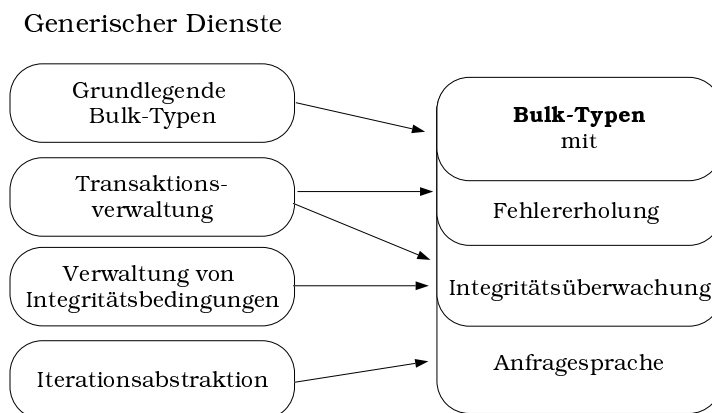 Generischer Dienste
Grundlegende
Bulk-Typen
Transaktions-
verwaltung
Verwaltung von
Integritätsbedingungen
Iterationsabstraktion
Bulk-Typen
mit
Fehlererholung
Integritätsüberwachung
Anfragesprache